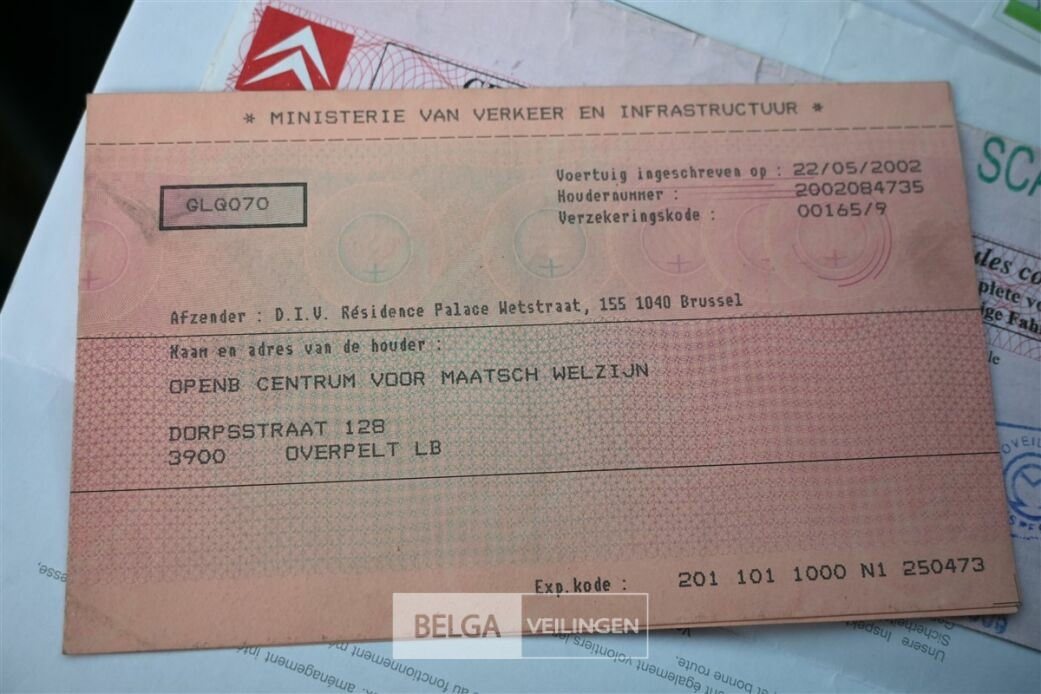 * MINISTERIE VAN VERKEER EN INFRASTRUCTUUR *
GLQ070
Voertuig ingeschreven op : 22/05/2002
Houdernummer : 2002084735
Verzekeringskode : 00165/9
Afzender : D.I.V. Résidence Palace Wetstraat, 155 1040 Brussel
Naam en adres van de houder :
OPENB CENTRUM VOOR MAATSCH WELZIJN
DORPSSTRAAT 128
3900 OVERPELT LB
Exp.kode : 201 101 1000 N1 250473
BELGA VEILINGEN